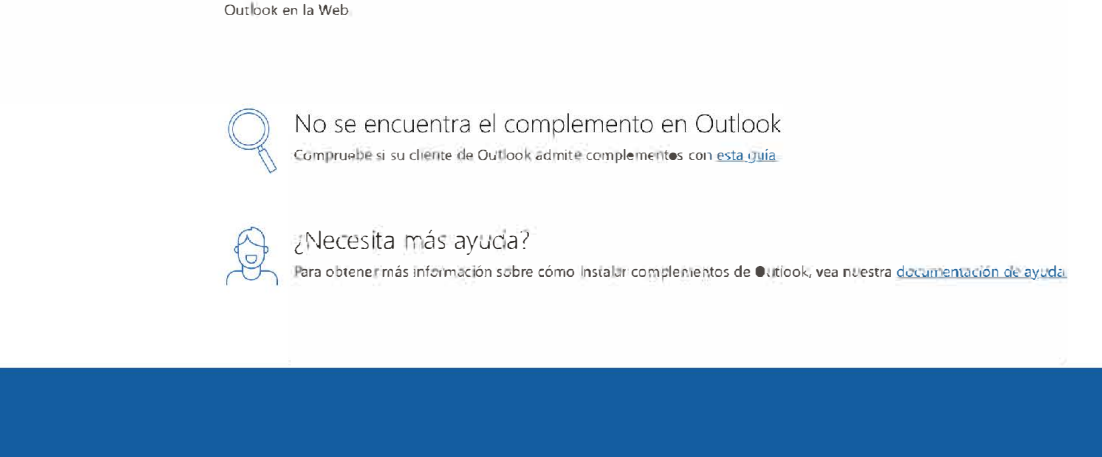 Outlook en la Web
No se encuentra el complemento en Outlook
Compruebe si su cliente de Outlook admite complementos con esta guía
¿Necesita más ayuda?
Para obtener más información sobre cómo instalar complementos de Outlook, vea nuestra documentación de ayuda